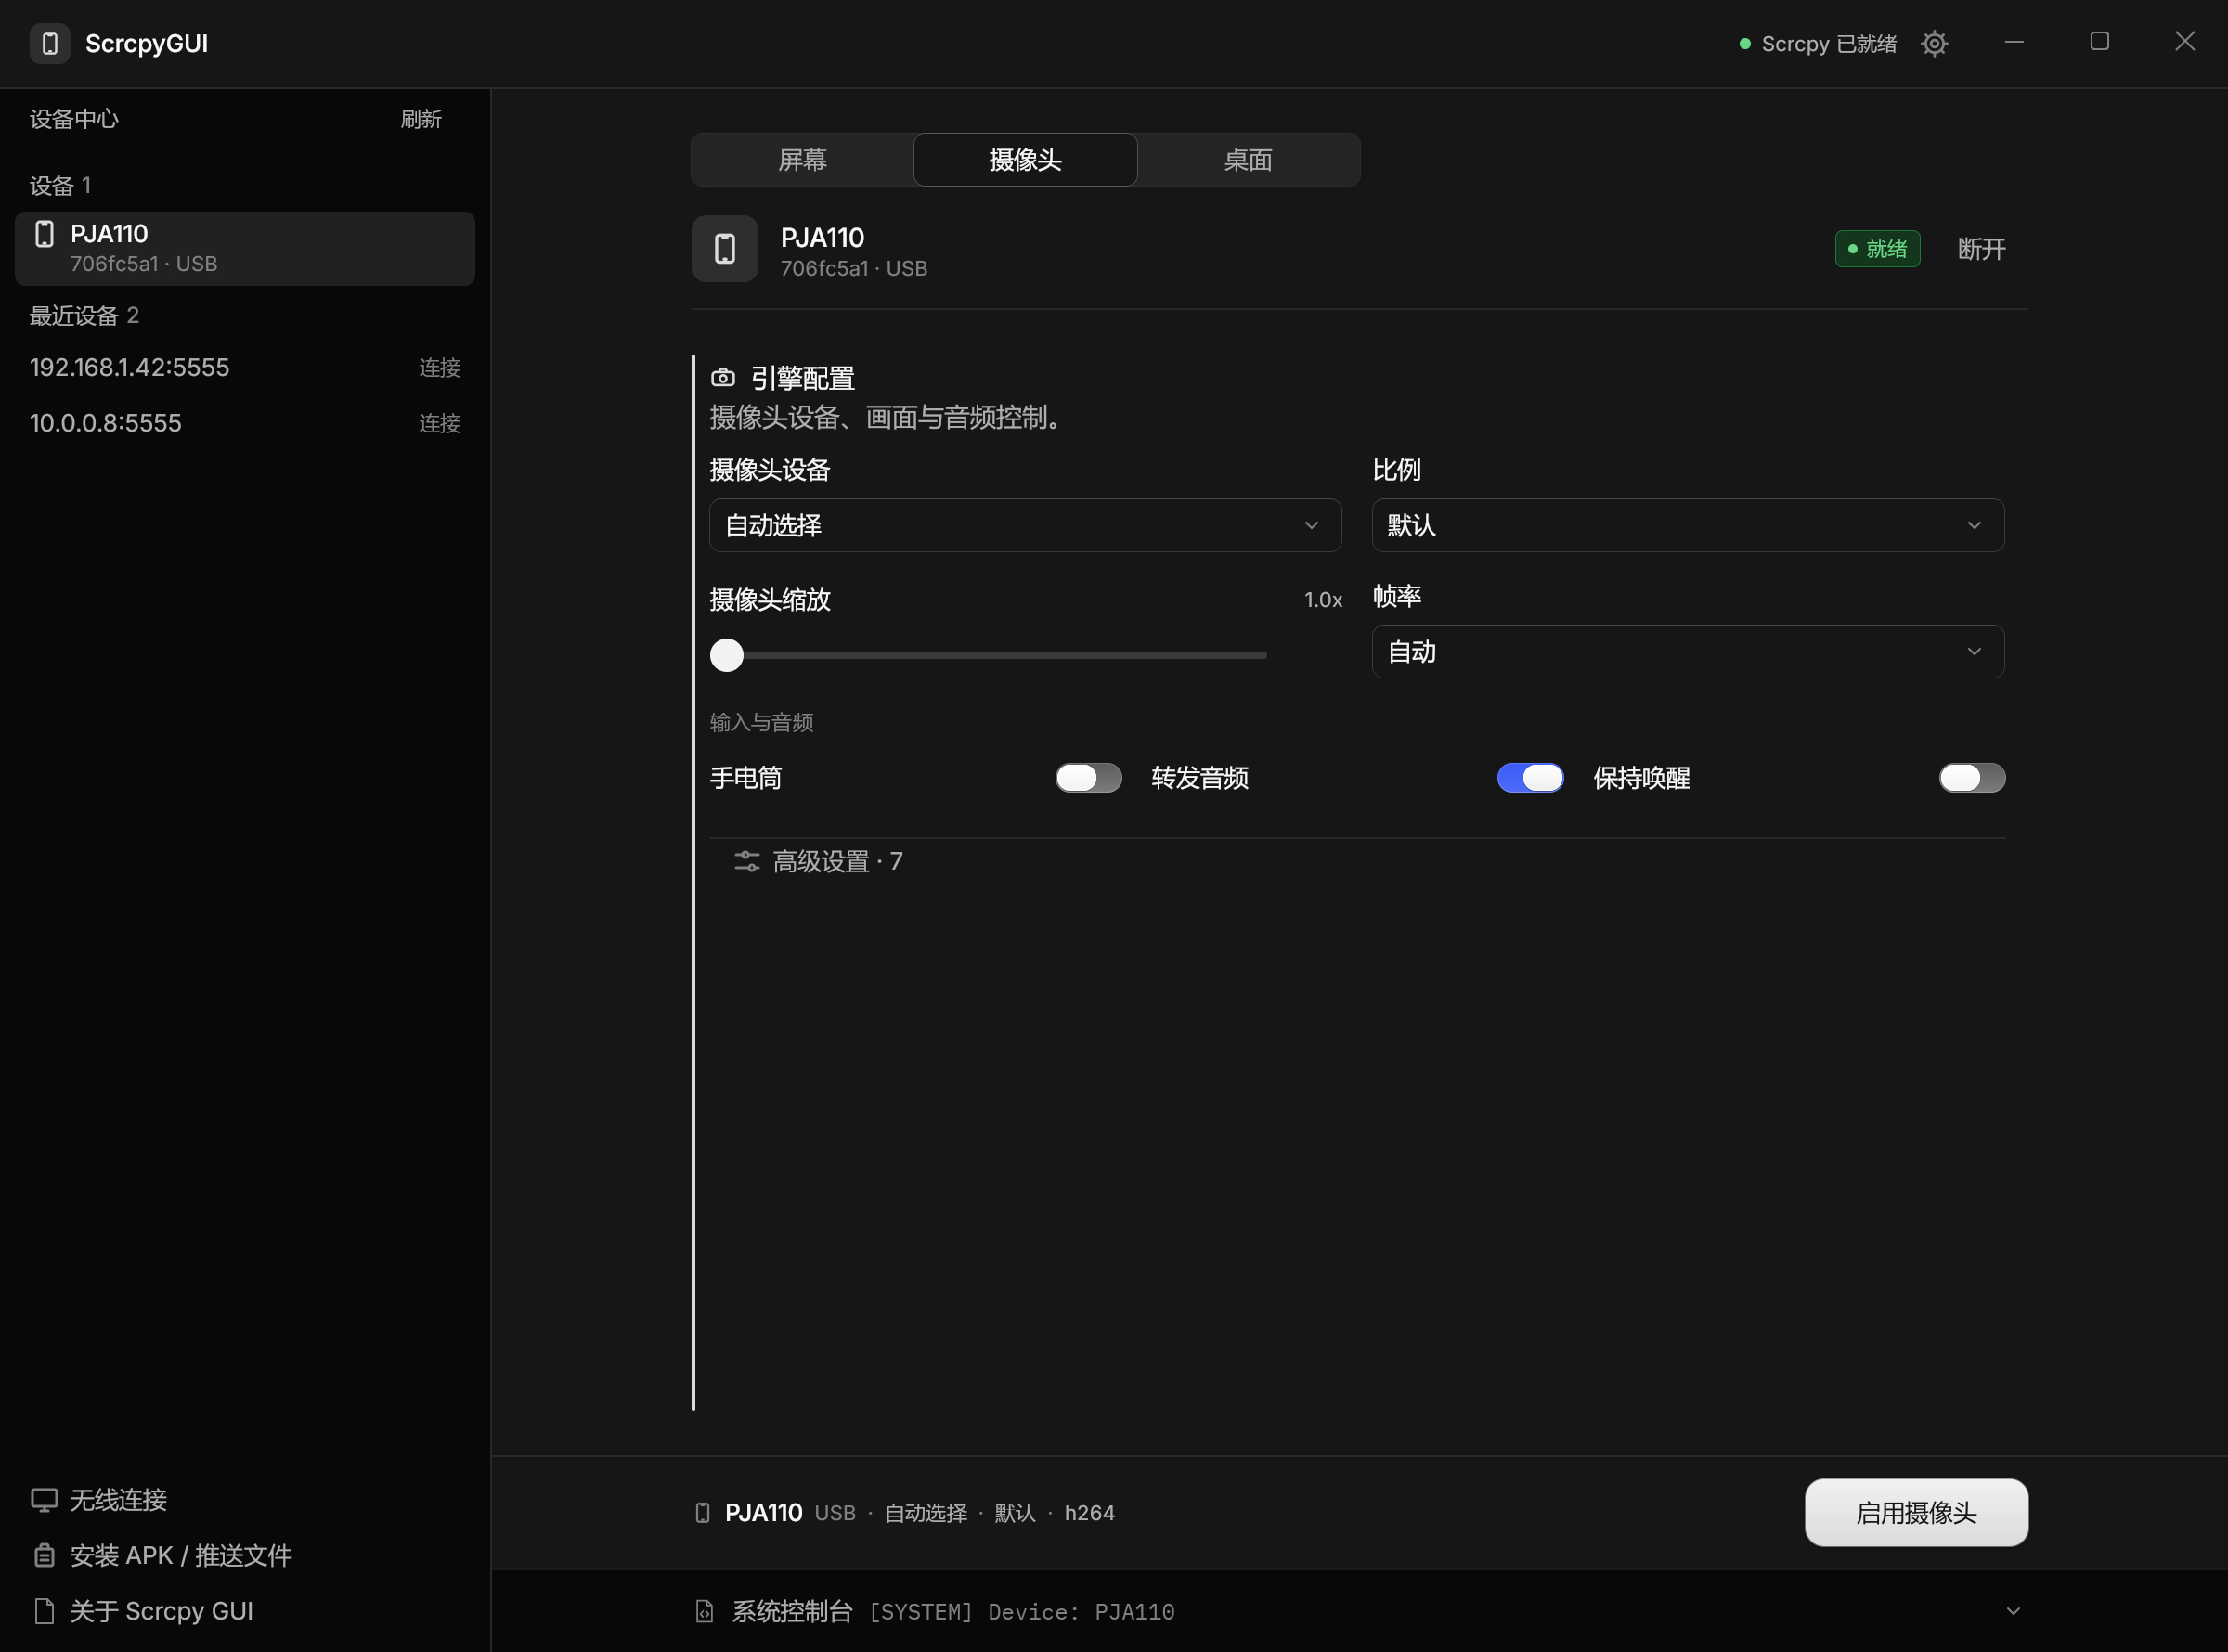 ScrcpyGUI
Scrcpy 已就绪
设备中心
刷新
设备 1
PJA110
706fc5a1 · USB
最近设备 2
192.168.1.42:5555
连接
10.0.0.8:5555
连接
无线连接
安装 APK / 推送文件
关于 Scrcpy GUI
屏幕
摄像头
桌面
PJA110
706fc5a1 · USB
就绪
断开
引擎配置
摄像头设备、画面与音频控制。
摄像头设备
自动选择
比例
默认
摄像头缩放
1.0x
帧率
自动
输入与音频
手电筒
转发音频
保持唤醒
高级设置 · 7
PJA110 USB · 自动选择 · 默认 · h264
启用摄像头
系统控制台 [SYSTEM] Device: PJA110